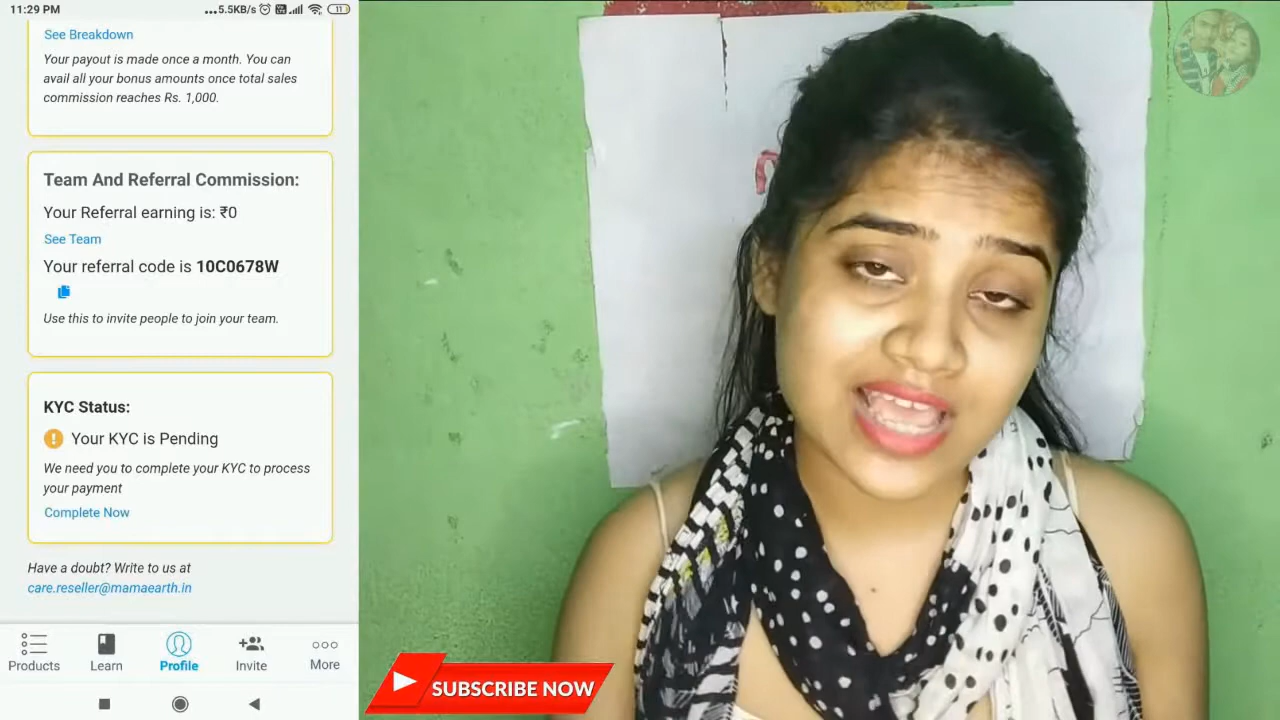 11:29 PM
...5.5KB/s
11
See Breakdown
Your payout is made once a month. You can
avail all your bonus amounts once total sales
commission reaches Rs. 1,000.
Team And Referral Commission:
Your Referral earning is: ₹0
See Team
Your referral code is 10C0678W
Use this to invite people to join your team.
KYC Status:
Your KYC is Pending
We need you to complete your KYC to process
your payment
Complete Now
Have a doubt? Write to us at
care.reseller@mamaearth.in
Products
Learn
Profile
Invite
More
SUBSCRIBE NOW